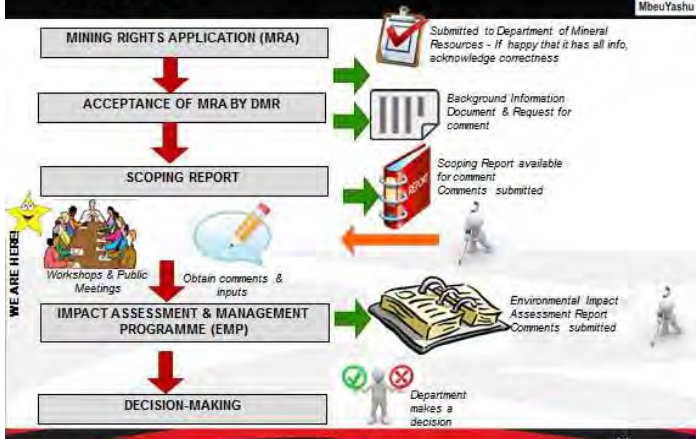 MbeuYashu
MINING RIGHTS APPLICATION (MRA)
Submitted to Department of Mineral
Resources - If happy that it has all info,
acknowledge correctness
ACCEPTANCE OF MRA BY DMR
Background Information
Document & Request for
comment
SCOPING REPORT
REPORT
Scoping Report available
for comment
Comments submitted
WE ARE HERE!
Workshops & Public
Meetings
Obtain comments &
inputs
IMPACT ASSESSMENT & MANAGEMENT
PROGRAMME (EMP)
Environmental Impact
Assessment Report
Comments submitted
DECISION-MAKING
Department
makes a
decision